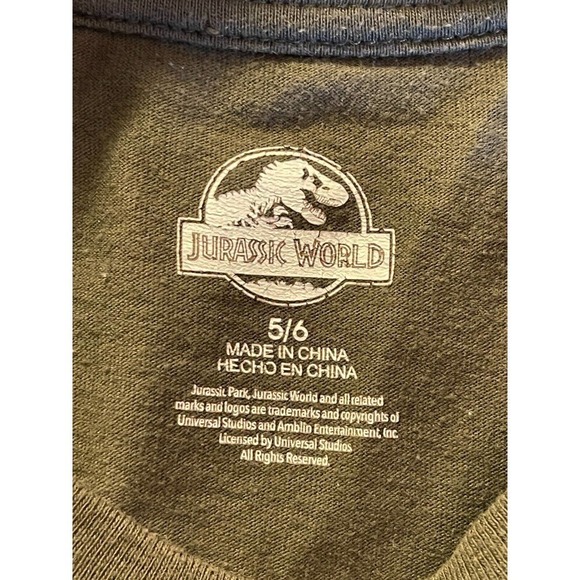 JURASSIC WORLD
5/6
MADE IN CHINA
HECHO EN CHINA
Jurassic Park, Jurassic World and all related
marks and logos are trademarks and copyrights of
Universal Studios and Amblin Entertainment, Inc.
Licensed by Universal Studios
All Rights Reserved.